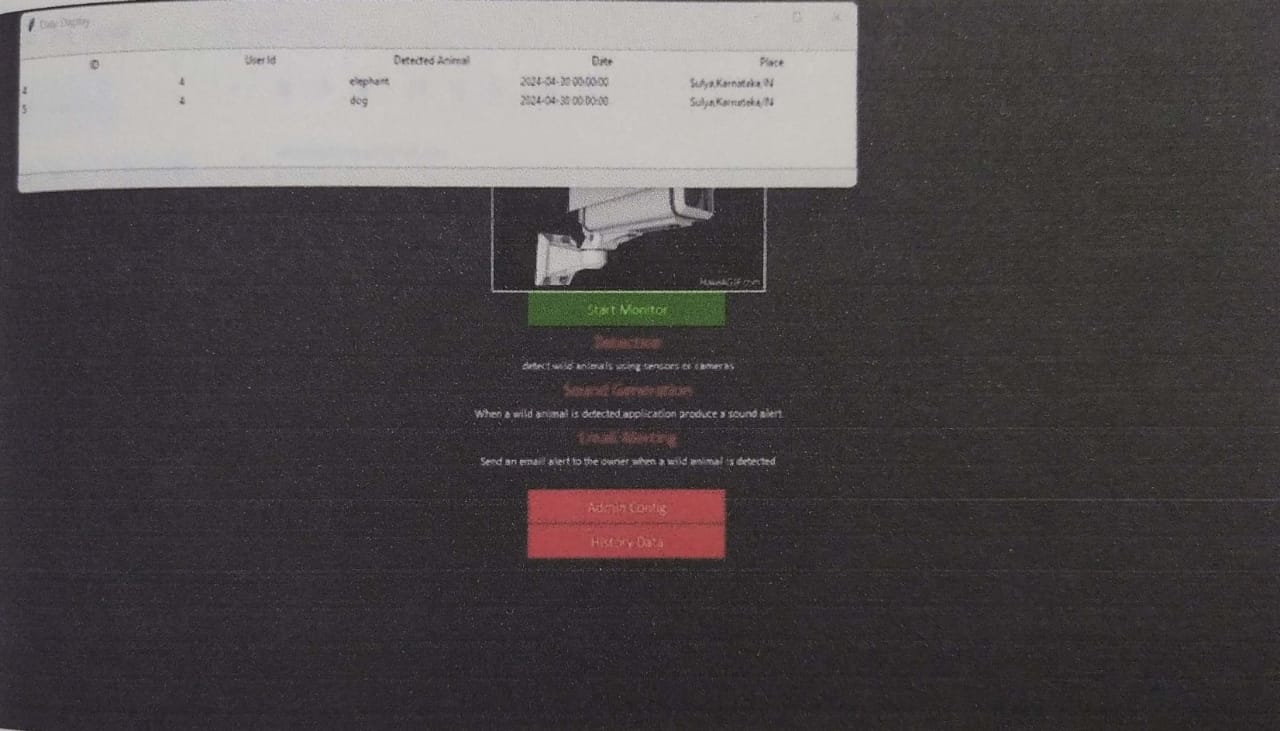 Data Display
ID User Id Detected Animal Date Place
4 4 elephant 2024-04-30 00:00:00 Sulya,Karnataka,IN
5 4 dog 2024-04-30 00:00:00 Sulya,Karnataka,IN
MakeAGIF.com
Start Monitor
Detection
detect wild animals using sensors or cameras
Sound Generation
When a wild animal is detected,application produce a sound alert.
Email Alerting
Send an email alert to the owner when a wild animal is detected
Admin Config
History Data